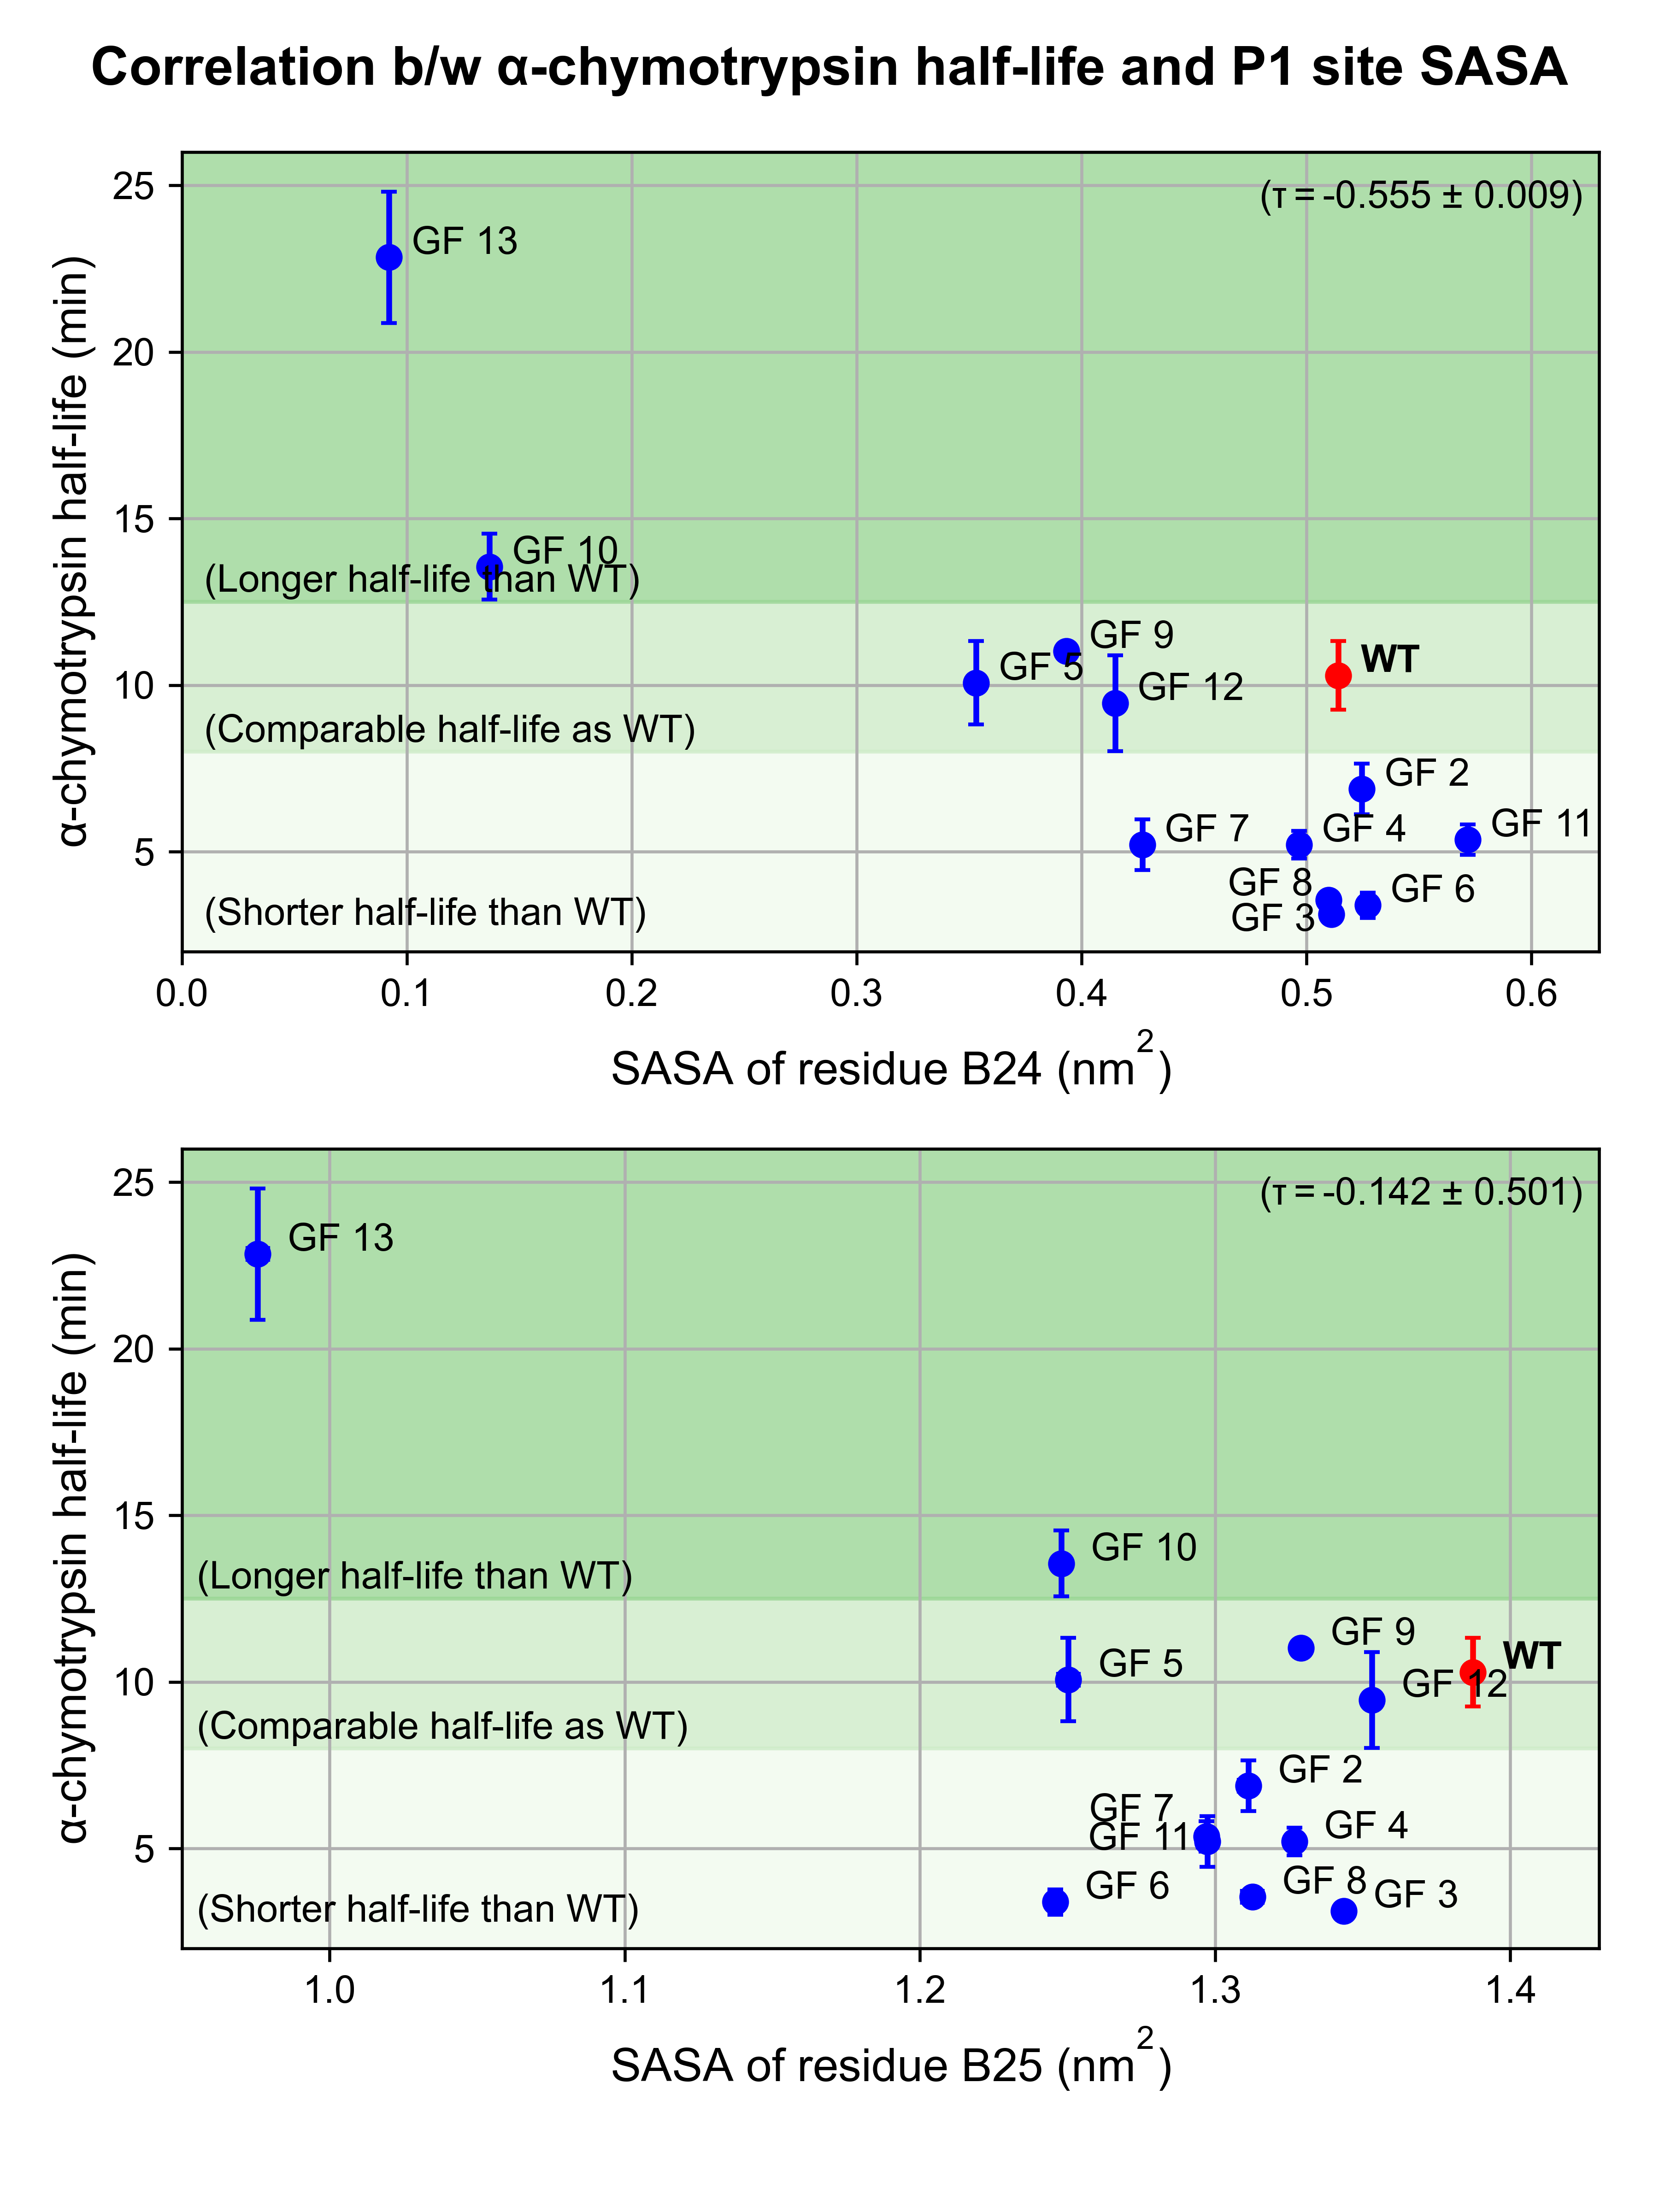 Correlation b/w α-chymotrypsin half-life and P1 site SASA
α-chymotrypsin half-life (min)
25
20
15
10
5
(τ = -0.555 ± 0.009)
GF 13
GF 10
(Longer half-life than WT)
GF 9
GF 5
WT
GF 12
(Comparable half-life as WT)
GF 2
GF 7
GF 4
GF 11
GF 8
GF 6
GF 3
(Shorter half-life than WT)
0.0
0.1
0.2
0.3
0.4
0.5
0.6
SASA of residue B24 (nm²)
α-chymotrypsin half-life (min)
25
20
15
10
5
(τ = -0.142 ± 0.501)
GF 13
GF 10
(Longer half-life than WT)
GF 9
GF 5
WT
GF 12
(Comparable half-life as WT)
GF 2
GF 7
GF 4
GF 11
GF 6
GF 8
GF 3
(Shorter half-life than WT)
1.0
1.1
1.2
1.3
1.4
SASA of residue B25 (nm²)